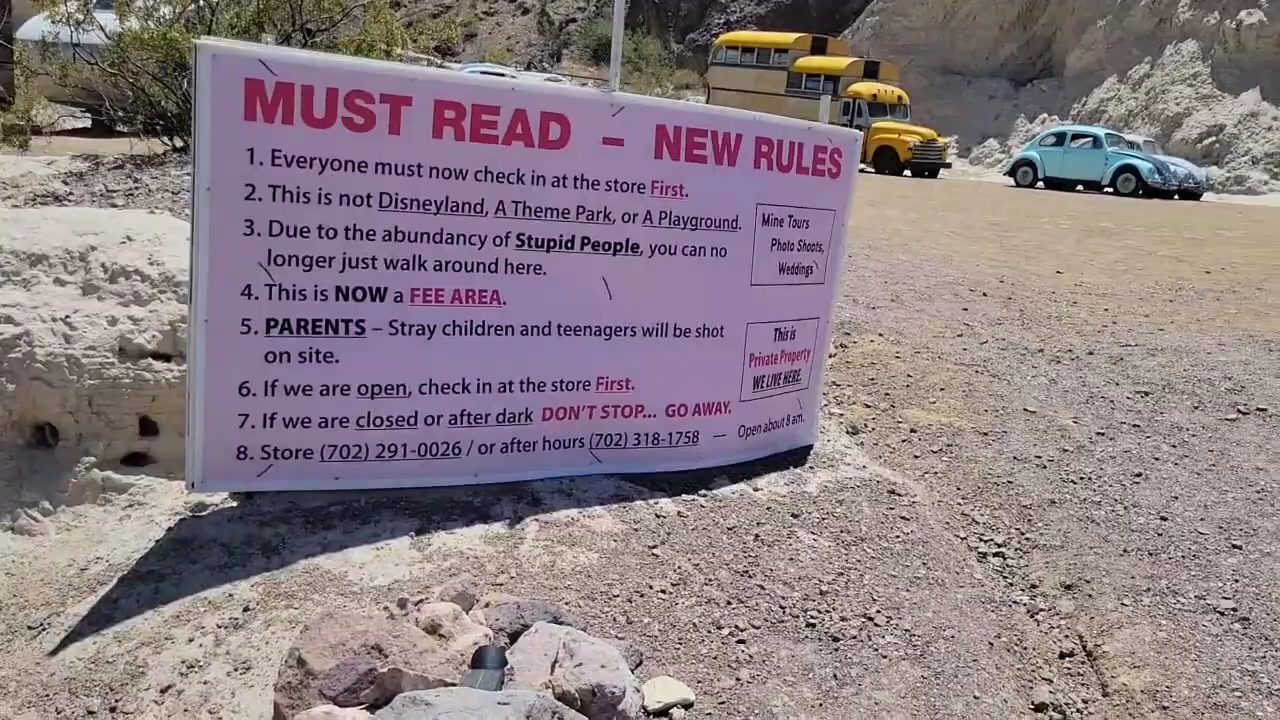 MUST READ – NEW RULES
1. Everyone must now check in at the store First.
2. This is not Disneyland, A Theme Park, or A Playground.
3. Due to the abundancy of Stupid People, you can no
longer just walk around here.
4. This is NOW a FEE AREA.
5. PARENTS – Stray children and teenagers will be shot
on site.
6. If we are open, check in at the store First.
7. If we are closed or after dark DON'T STOP... GO AWAY.
8. Store (702) 291-0026 / or after hours (702) 318-1758 — Open about 8 am.
Mine Tours
Photo Shoots,
Weddings
This is
Private Property
WE LIVE HERE.